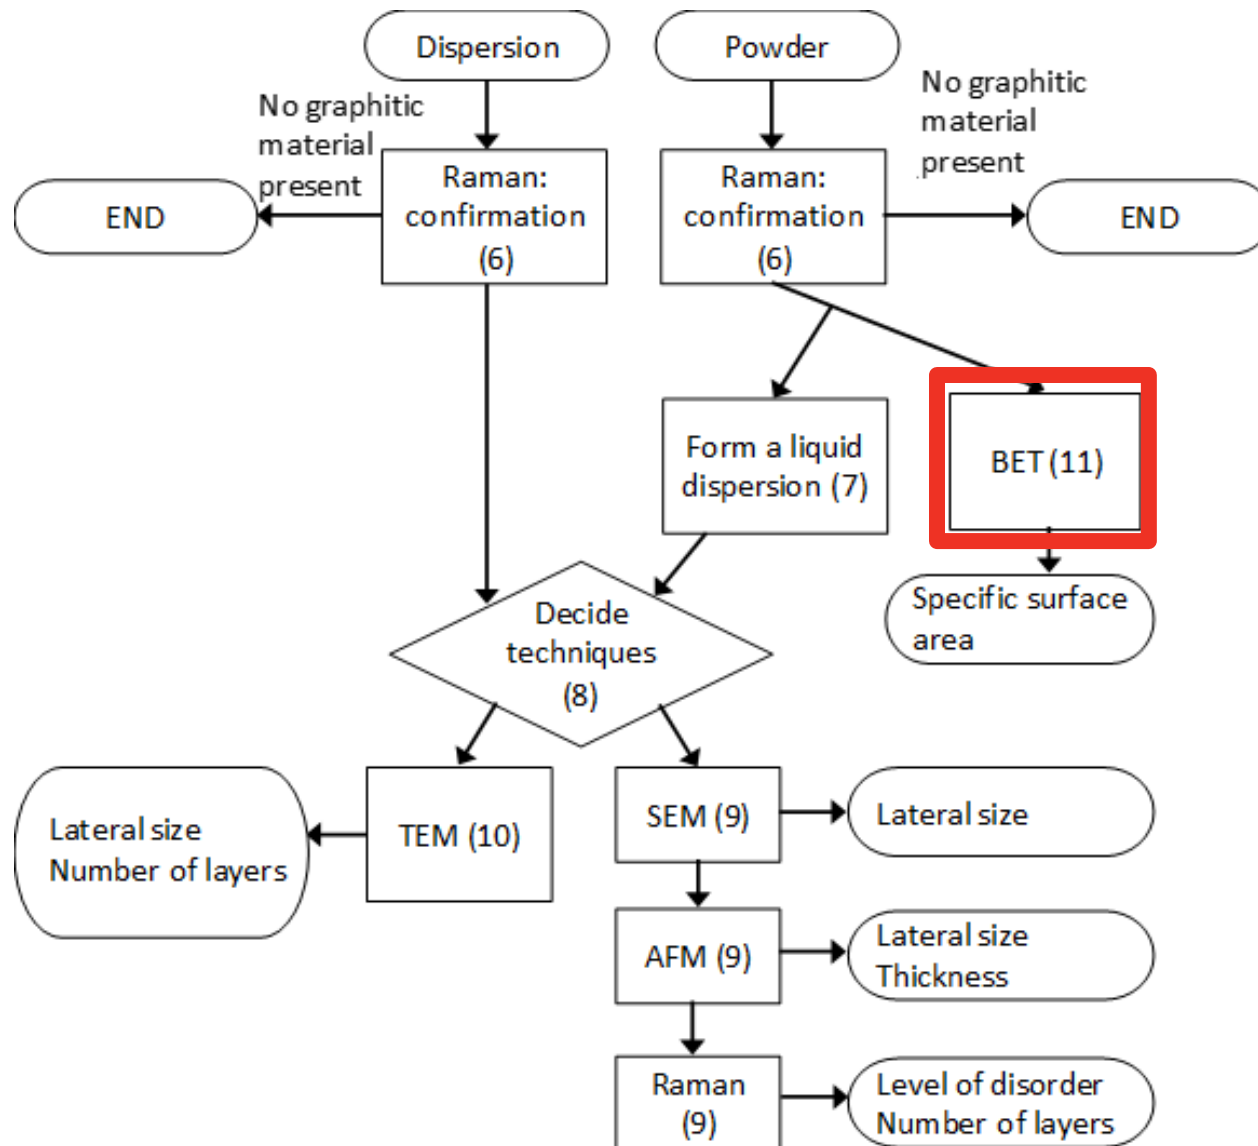 Dispersion
Powder
No graphitic
material
present
No graphitic
material
present
END
Raman:
confirmation
(6)
Raman:
confirmation
(6)
END
Form a liquid
dispersion (7)
BET (11)
Decide
techniques
(8)
Specific surface
area
Lateral size
Number of layers
TEM (10)
SEM (9)
Lateral size
AFM (9)
Lateral size
Thickness
Raman
(9)
Level of disorder
Number of layers